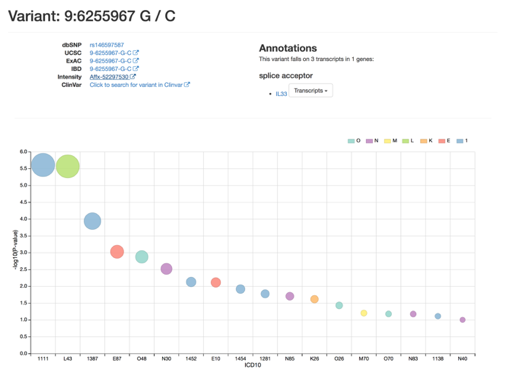 Variant: 9:6255967 G / C
dbSNP rs146597587
UCSC 9-6255967-G-C
ExAC 9-6255967-G-C
IBD 9-6255967-G-C
Intensity Affx-52297530
ClinVar Click to search for variant in Clinvar
Annotations
This variant falls on 3 transcripts in 1 genes:
splice acceptor
IL33 Transcripts
O N M L K E 1
6.0
5.5
5.0
4.5
4.0
3.5
3.0
2.5
2.0
1.5
1.0
0.5
0.0
-log10(P-value)
1111 L43 1387 E87 O48 N30 1452 E10 1454 1281 N85 K26 O26 M70 O70 N83 1138 N40
ICD10